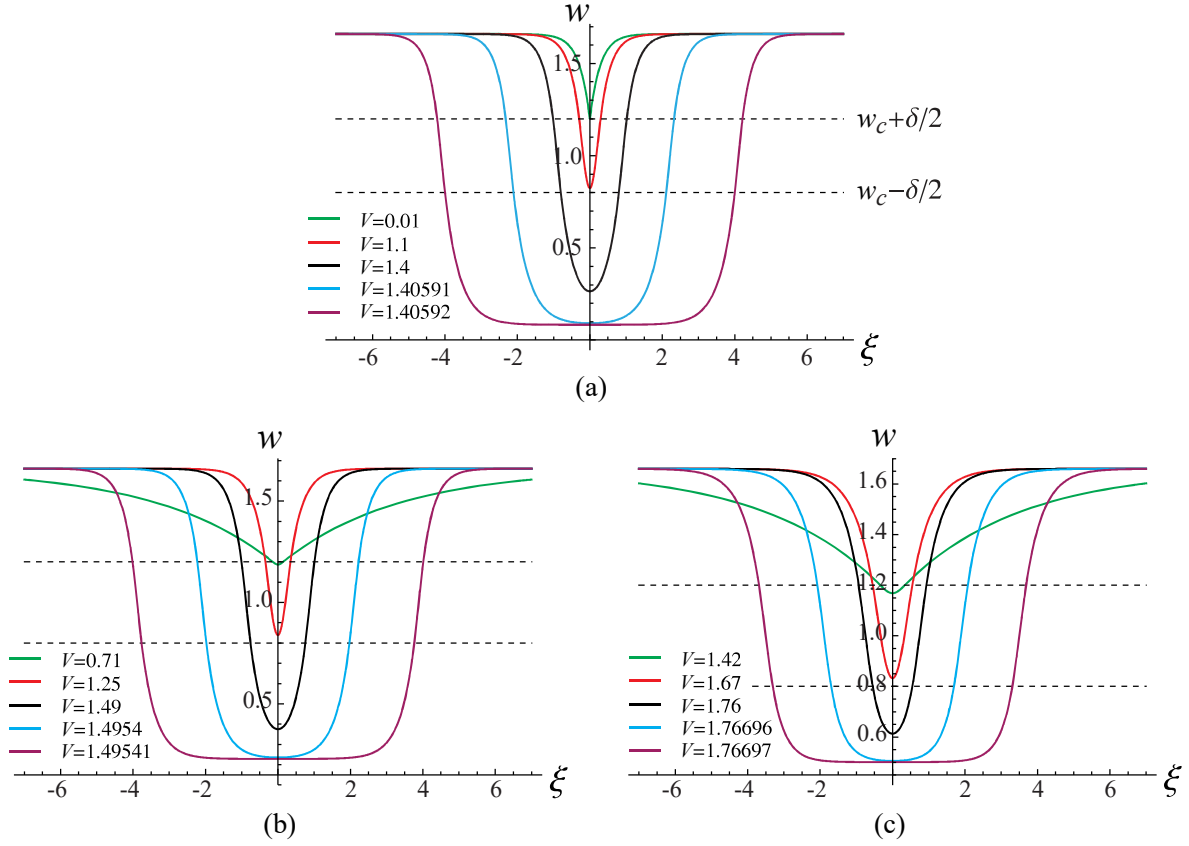 w
1.5
w_c+δ/2
1.0
w_c−δ/2
V=0.01
V=1.1
0.5
V=1.4
V=1.40591
V=1.40592
-6 -4 -2 2 4 6 ξ
(a)
w
1.5
1.0
V=0.71
V=1.25
0.5
V=1.49
V=1.4954
V=1.49541
-6 -4 -2 2 4 6 ξ
(b)
w
1.6
1.4
1.2
1.0
V=1.42
0.8
V=1.67
V=1.76
0.6
V=1.76696
V=1.76697
-6 -4 -2 2 4 6 ξ
(c)